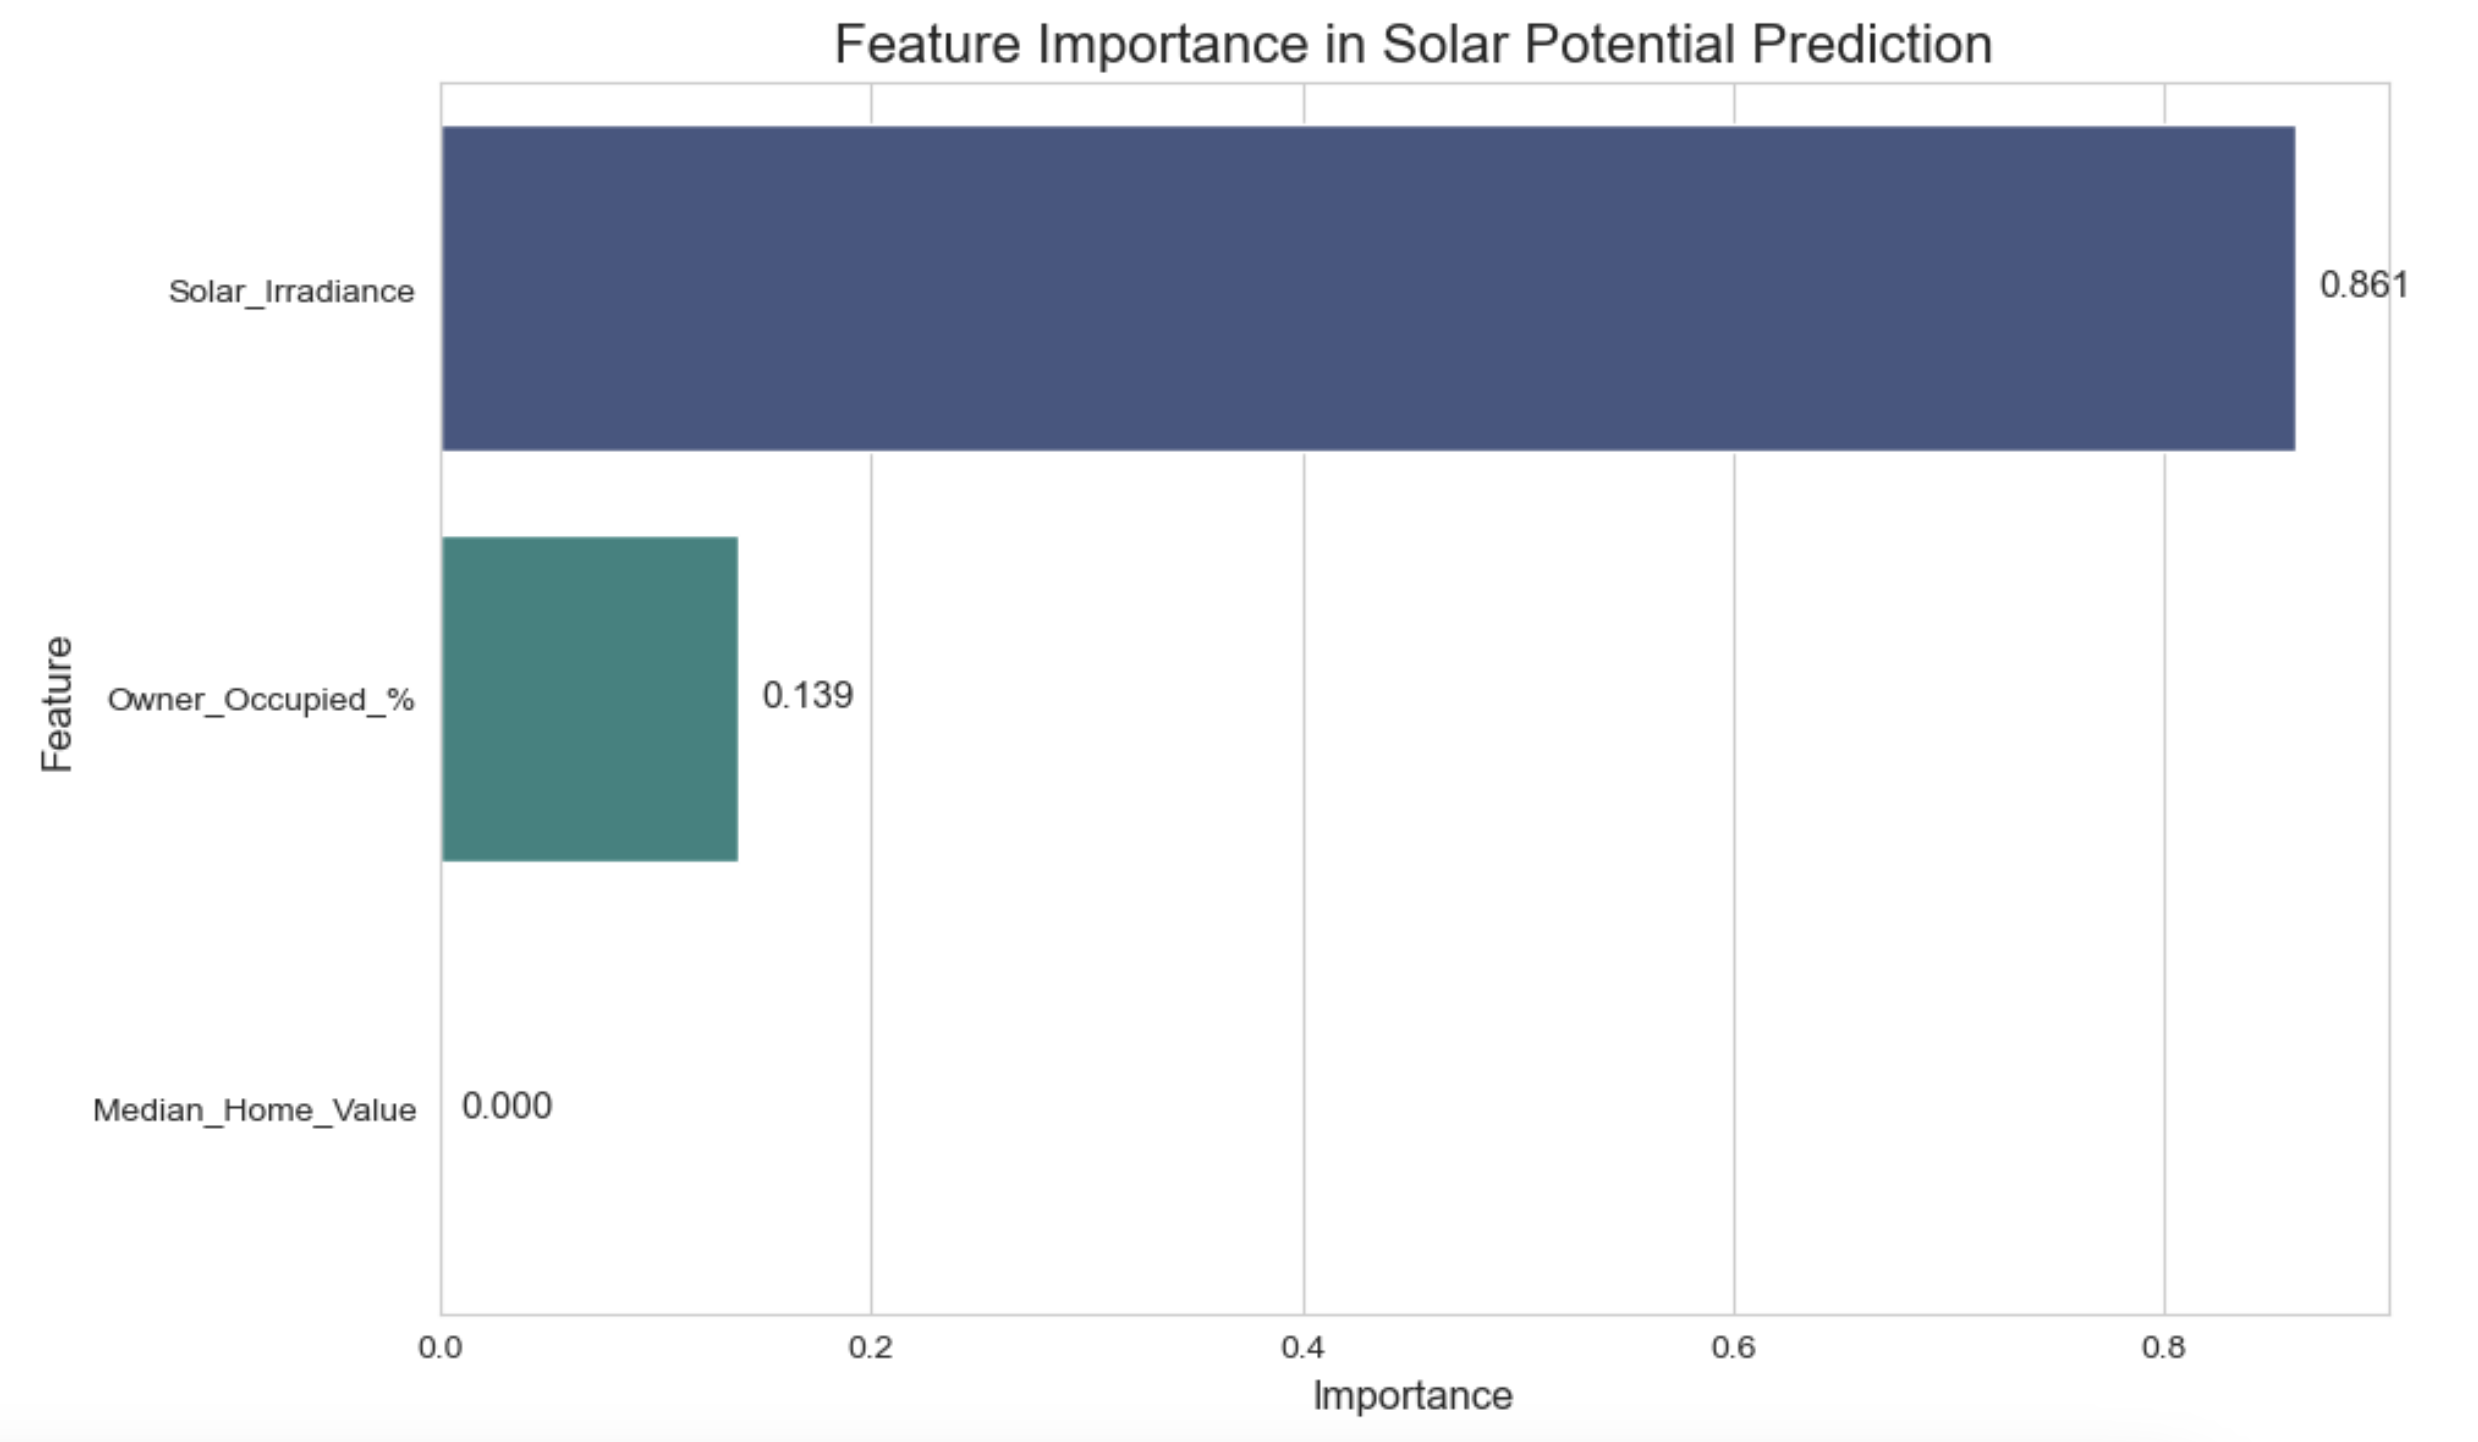 Feature Importance in Solar Potential Prediction
Solar_Irradiance
0.861
Owner_Occupied_%
0.139
Median_Home_Value
0.000
Feature
0.0
0.2
0.4
0.6
0.8
Importance